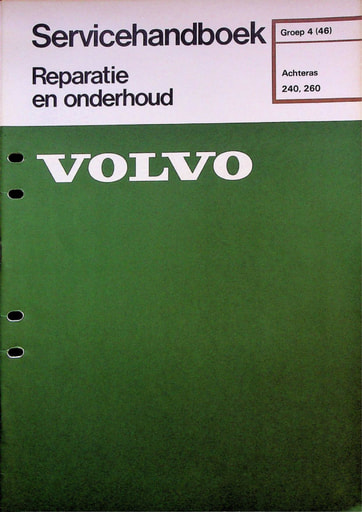 Servicehandboek
Reparatie
en onderhoud
Groep 4 (46)
Achteras
240, 260
VOLVO